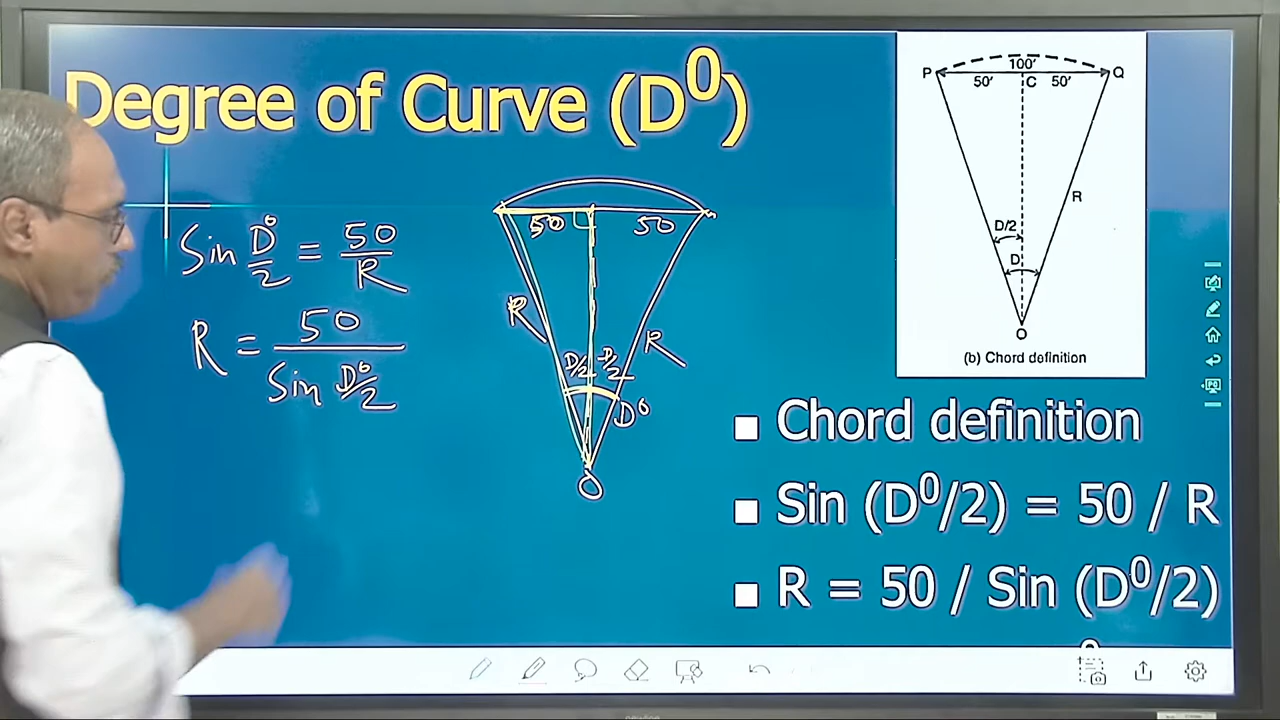 Degree of Curve (D⁰)
Sin D⁰/2 = 50/R
R = 50/Sin D⁰/2
50 50
R R
D/2 D/2
D⁰
O
P 100' Q
50' C 50'
R
D/2
D
O
(b) Chord definition
Chord definition
Sin (D⁰/2) = 50 / R
R = 50 / Sin (D⁰/2)